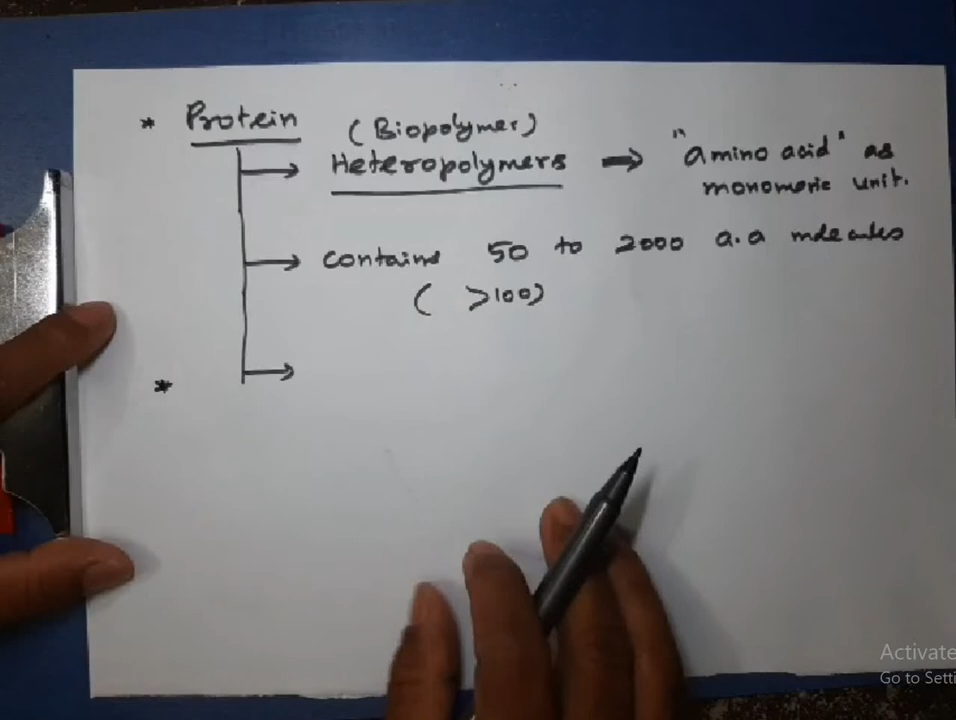 * Protein (Biopolymer)
→ Heteropolymers → "amino acid" as
monomeric unit.
→ contains 50 to 2000 a.a molecules
( >100)
* →
Activate
Go to Setti